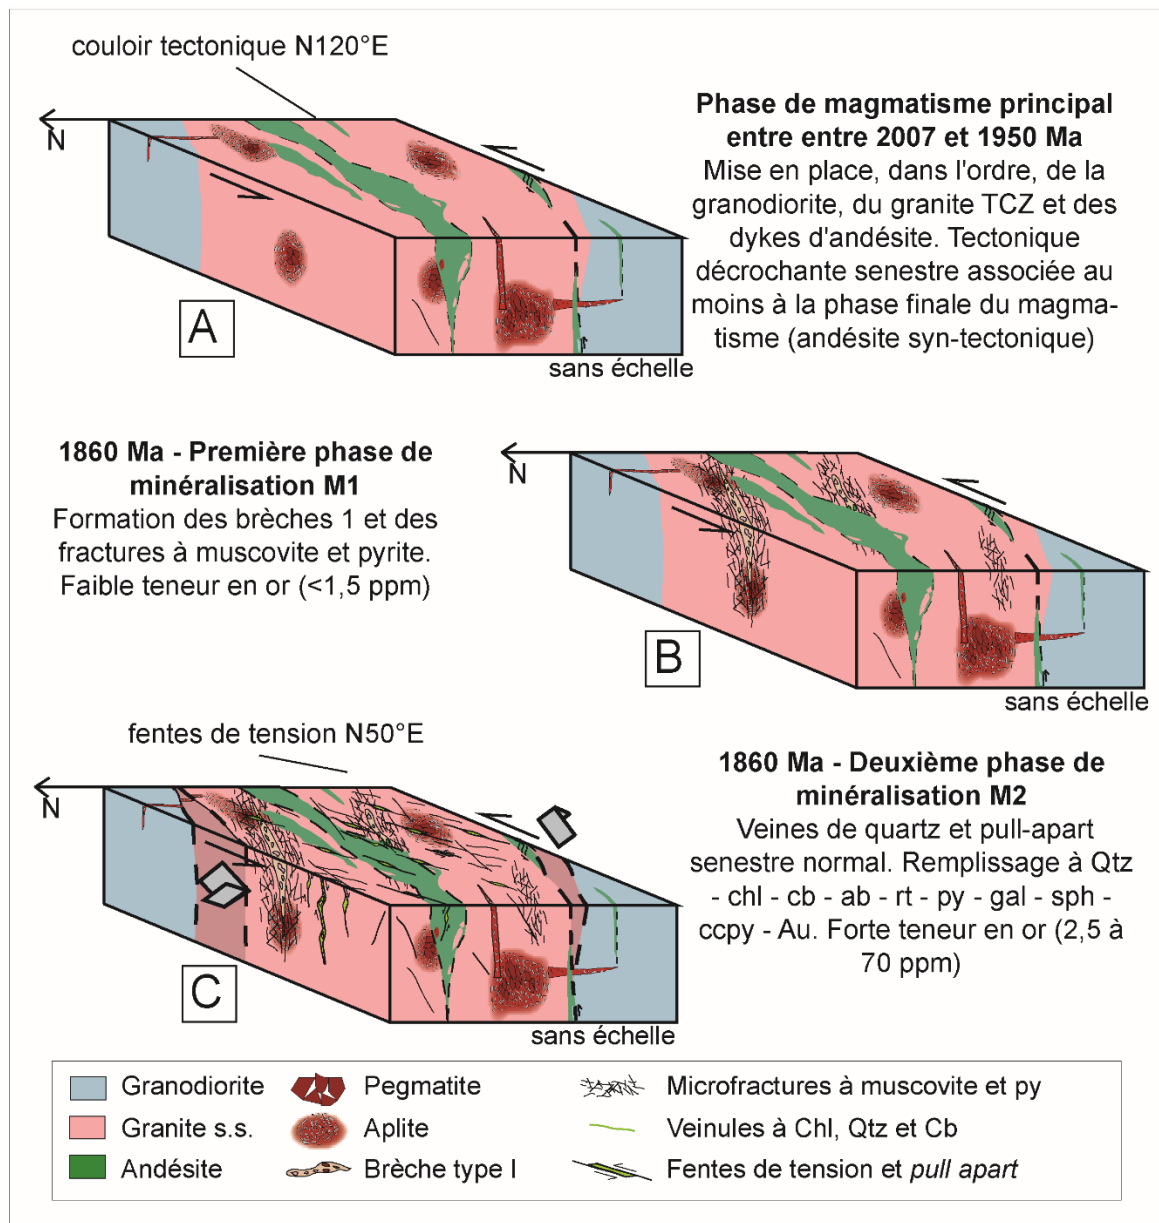 couloir tectonique N120°E
N
Phase de magmatisme principal
entre entre 2007 et 1950 Ma
Mise en place, dans l'ordre, de la
granodiorite, du granite TCZ et des
dykes d'andésite. Tectonique
décrochante senestre associée au
moins à la phase finale du magma-
tisme (andésite syn-tectonique)
A
sans échelle
1860 Ma - Première phase de
minéralisation M1
Formation des brèches 1 et des
fractures à muscovite et pyrite.
Faible teneur en or (<1,5 ppm)
N
B
sans échelle
fentes de tension N50°E
N
1860 Ma - Deuxième phase de
minéralisation M2
Veines de quartz et pull-apart
senestre normal. Remplissage à Qtz
- chl - cb - ab - rt - py - gal - sph -
ccpy - Au. Forte teneur en or (2,5 à
70 ppm)
C
sans échelle
Granodiorite
Pegmatite
Microfractures à muscovite et py
Granite s.s.
Aplite
Veinules à Chl, Qtz et Cb
Andésite
Brèche type I
Fentes de tension et pull apart